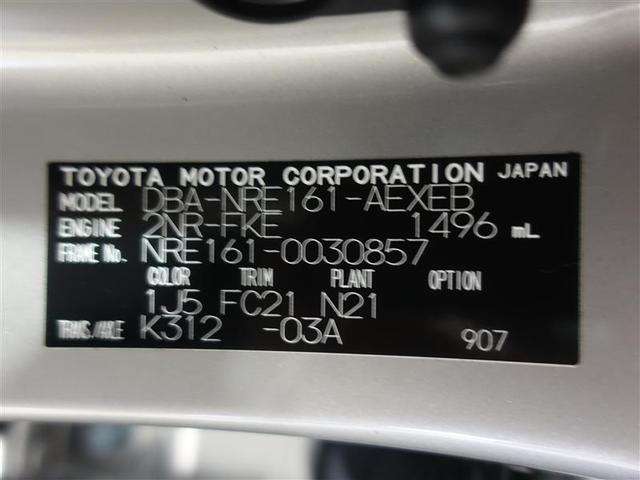 TOYOTA MOTOR CORPORATION JAPAN
MODEL DBA-NRE161-AEXEB
ENGINE 2NR-FKE 1496 mL
FRAME No. NRE161-0030857
COLOR TRIM PLANT OPTION
1J5 FC21 N21
TRANS./AXLE K312 -03A 907